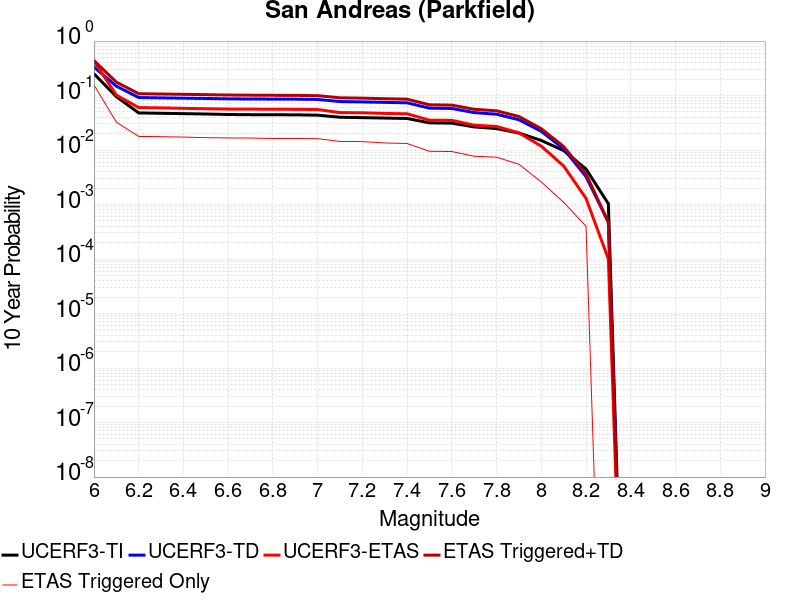 San Andreas (Parkfield)
10^0
10^-1
10^-2
10^-3
10^-4
10^-5
10^-6
10^-7
10^-8
10 Year Probability
6 6.2 6.4 6.6 6.8 7 7.2 7.4 7.6 7.8 8 8.2 8.4 8.6 8.8 9
Magnitude
UCERF3-TI UCERF3-TD UCERF3-ETAS ETAS Triggered+TD
ETAS Triggered Only